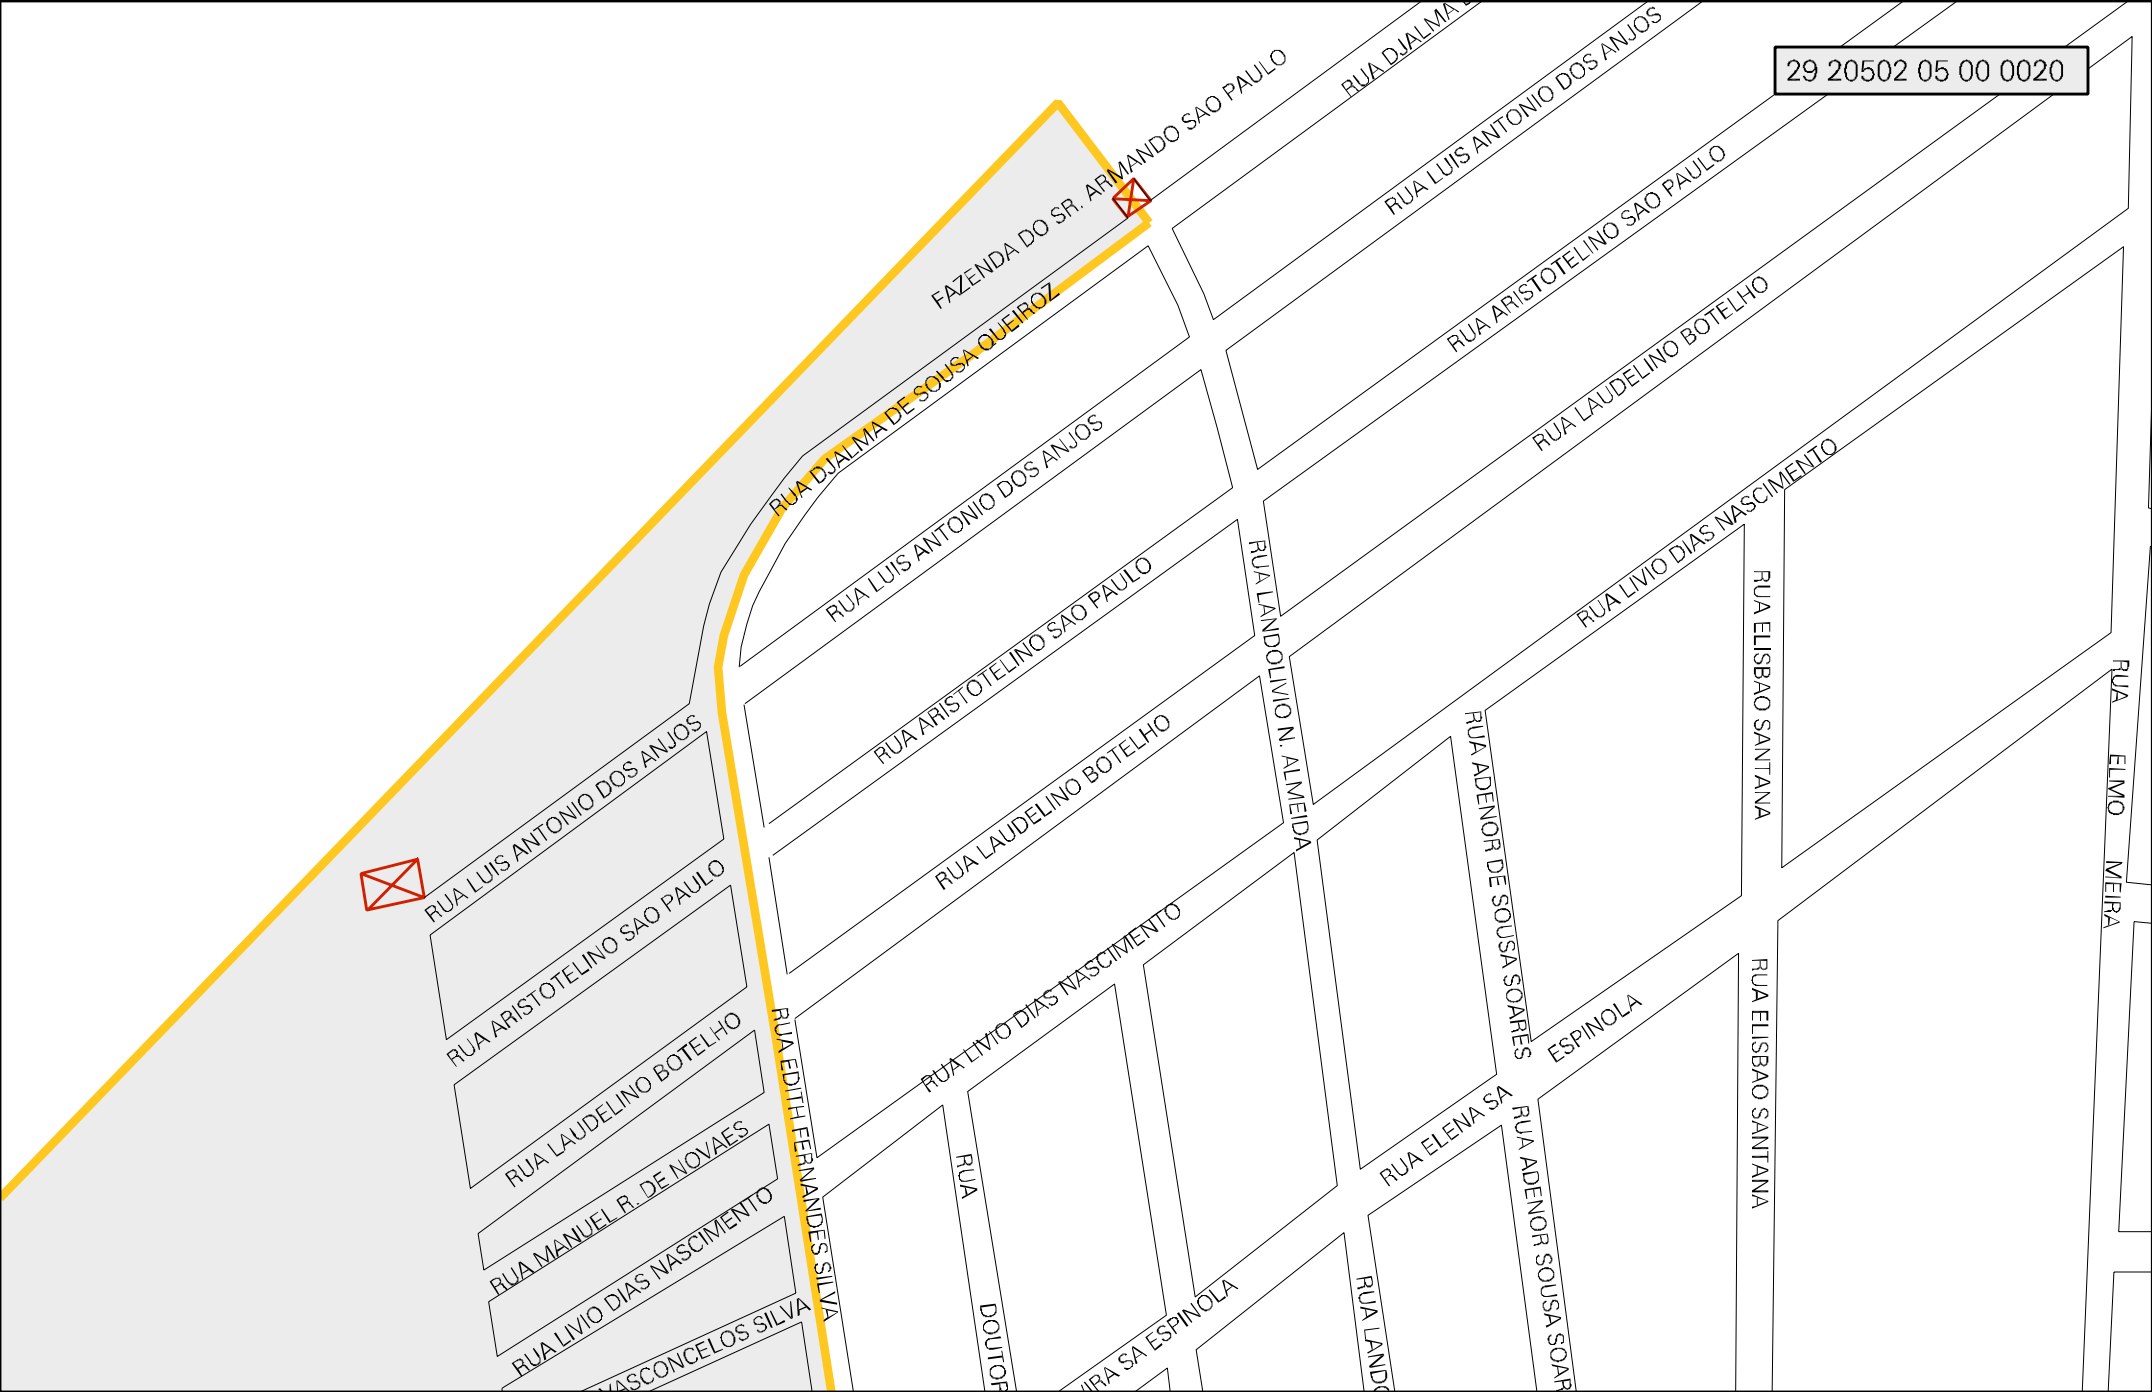 29 20502 05 00 0020
FAZENDA DO SR. ARMANDO SAO PAULO
RUA DJALMA
RUA LUIS ANTONIO DOS ANJOS
RUA ARISTOTELINO SAO PAULO
RUA LAUDELINO BOTELHO
RUA LIVIO DIAS NASCIMENTO
RUA DJALMA DE SOUSA QUEIROZ
RUA LUIS ANTONIO DOS ANJOS
RUA ARISTOTELINO SAO PAULO
RUA LAUDELINO BOTELHO
RUA LIVIO DIAS NASCIMENTO
RUA LANDOLIVIO N. ALMEIDA
RUA ELISBAO SANTANA
RUA ADENOR DE SOUSA SOARES
RUA ELMO MEIRA
RUA LUIS ANTONIO DOS ANJOS
RUA ARISTOTELINO SAO PAULO
RUA LAUDELINO BOTELHO
RUA MANUEL R. DE NOVAES
RUA LIVIO DIAS NASCIMENTO
VASCONCELOS SILVA
RUA EDITH FERNANDES SILVA
RUA DOUTOR
RUA ELENA SA ESPINOLA
RUA ELISBAO SANTANA
RUA ADENOR SOUSA SOAR
IRA SA ESPINOLA
RUA LANDO